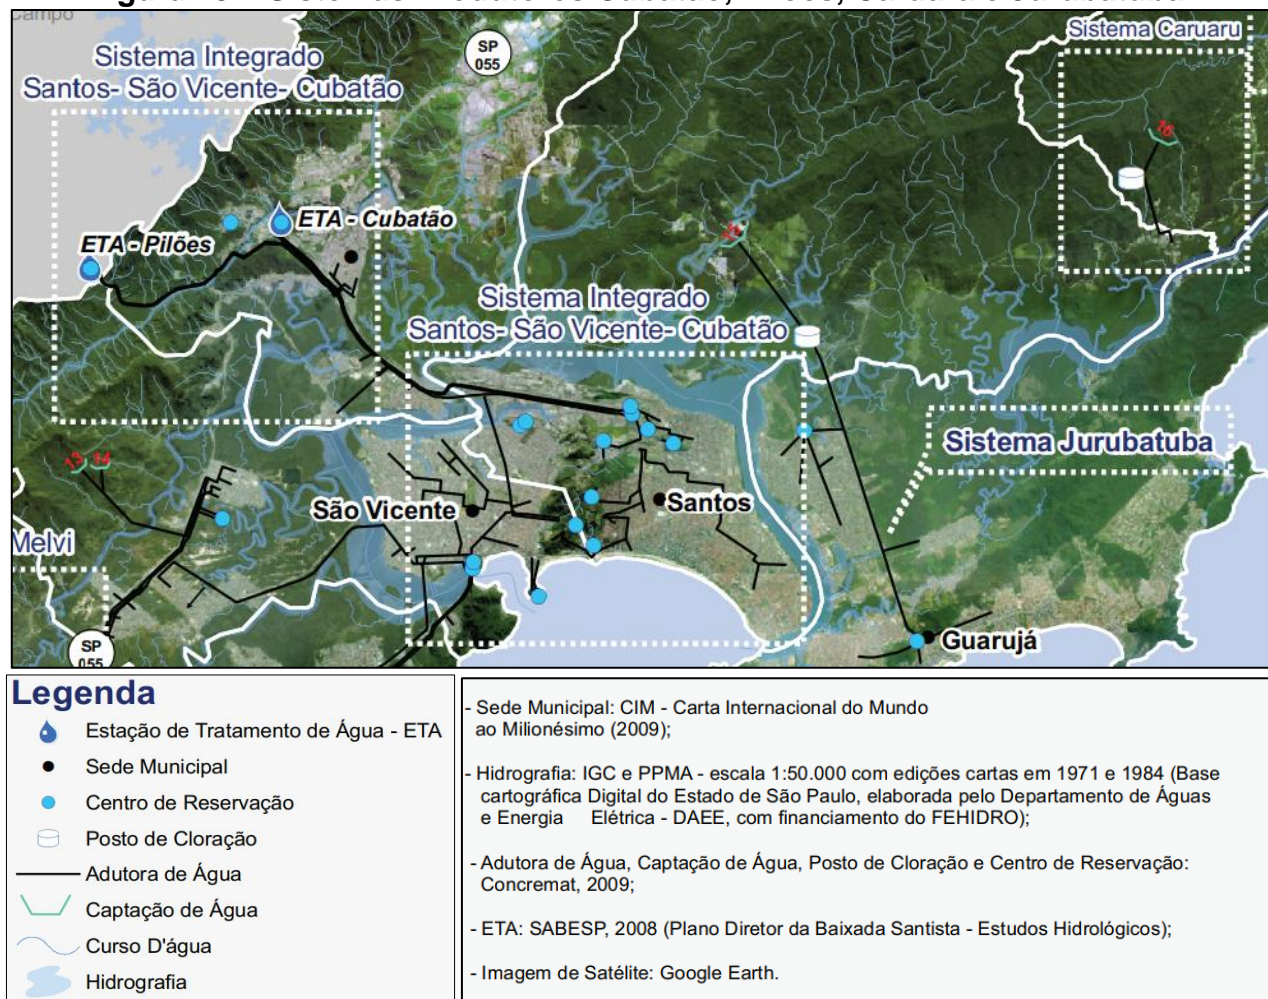 Campo
Sistema Caruaru
Sistema Integrado
Santos- São Vicente- Cubatão
SP
055
16
ETA - Cubatão
ETA - Pilões
Sistema Integrado
Santos- São Vicente- Cubatão
Sistema Jurubatuba
13
14
São Vicente
Santos
Melvi
SP
055
Guarujá
Legenda
Estação de Tratamento de Água - ETA
Sede Municipal
Centro de Reservação
Posto de Cloração
Adutora de Água
Captação de Água
Curso D'água
Hidrografia
- Sede Municipal: CIM - Carta Internacional do Mundo
ao Milionésimo (2009);
- Hidrografia: IGC e PPMA - escala 1:50.000 com edições cartas em 1971 e 1984 (Base
cartográfica Digital do Estado de São Paulo, elaborada pelo Departamento de Águas
e Energia Elétrica - DAEE, com financiamento do FEHIDRO);
- Adutora de Água, Captação de Água, Posto de Cloração e Centro de Reservação:
Concremat, 2009;
- ETA: SABESP, 2008 (Plano Diretor da Baixada Santista - Estudos Hidrológicos);
- Imagem de Satélite: Google Earth.